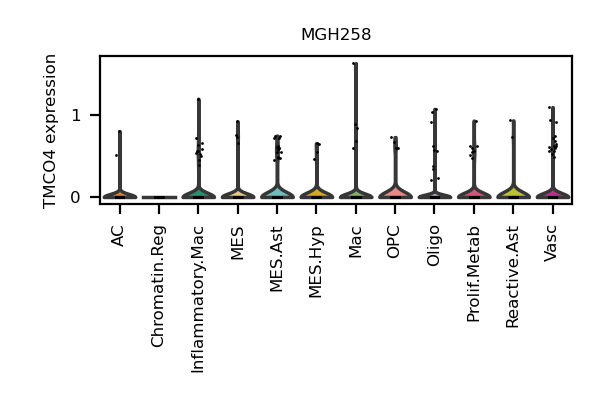 MGH258
TMCO4 expression
1
0
AC
Chromatin.Reg
Inflammatory.Mac
MES
MES.Ast
MES.Hyp
Mac
OPC
Oligo
Prolif.Metab
Reactive.Ast
Vasc